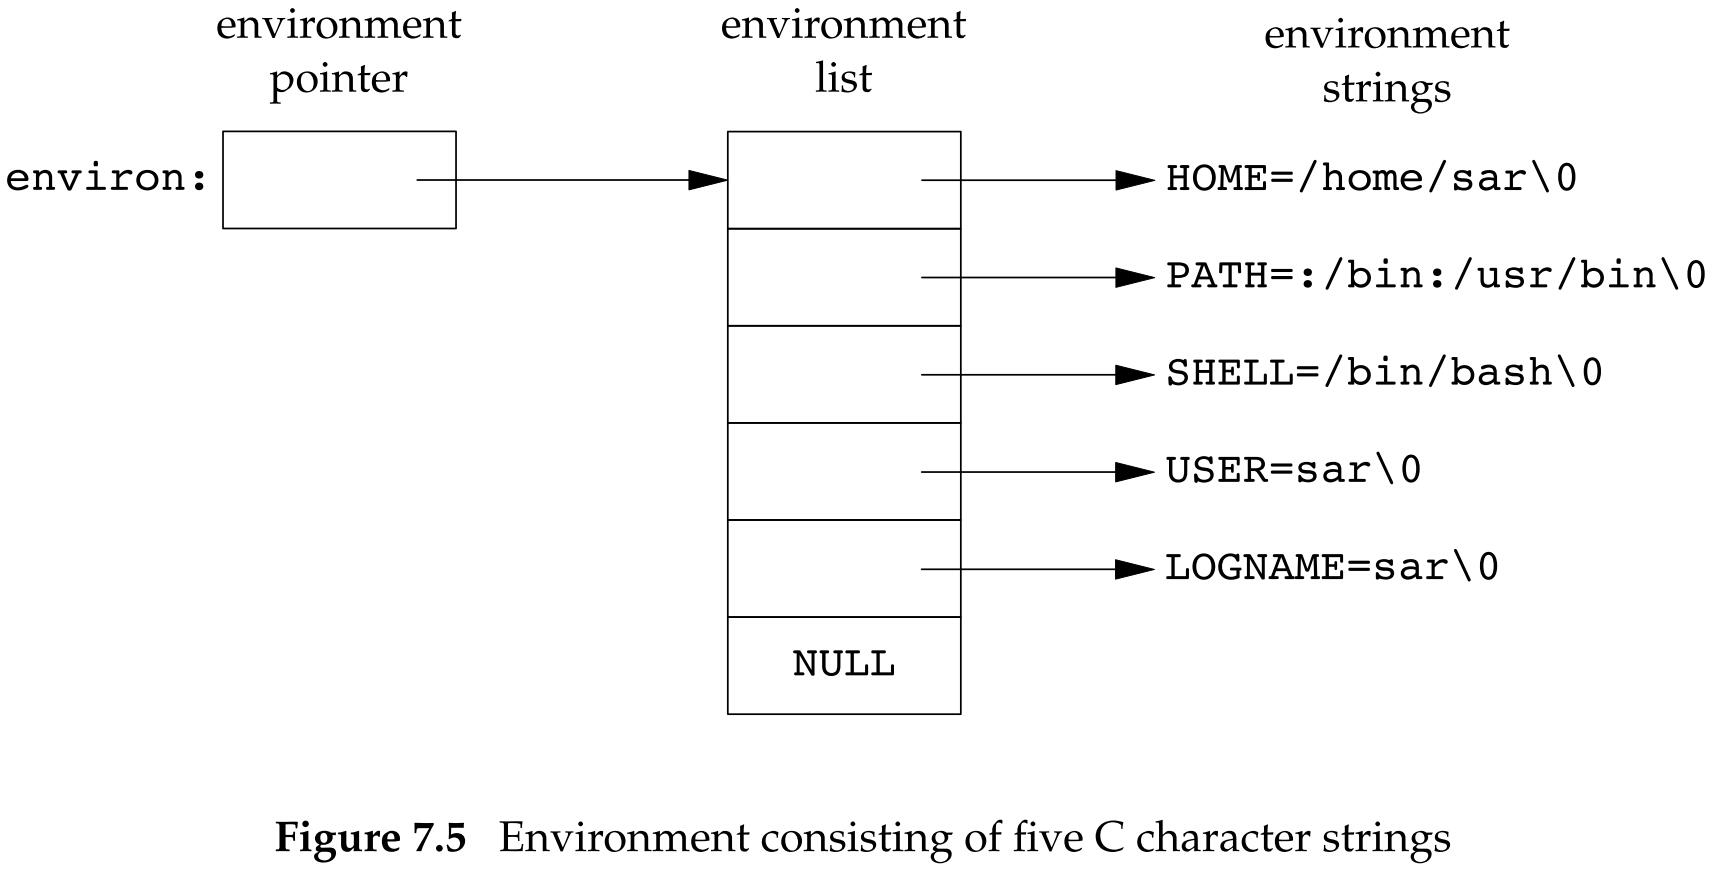 environment
pointer
environment
list
environment
strings
environ:
HOME=/home/sar\0
PATH=:/bin:/usr/bin\0
SHELL=/bin/bash\0
USER=sar\0
LOGNAME=sar\0
NULL
Figure 7.5 Environment consisting of five C character strings